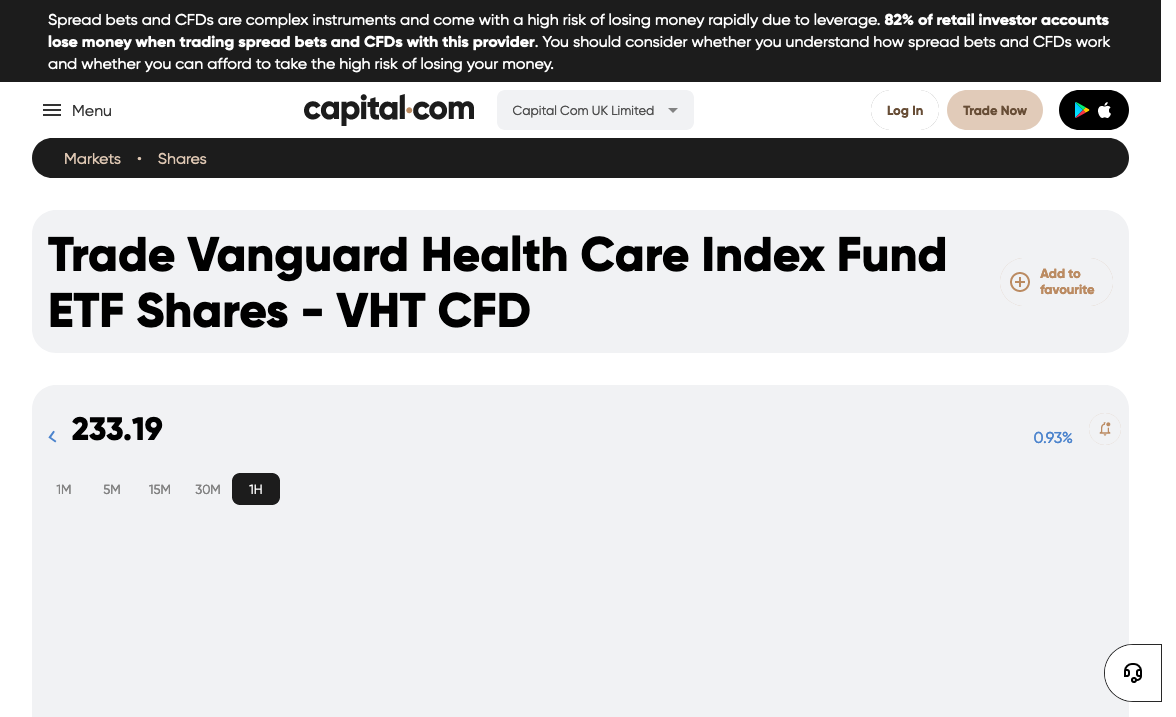 Spread bets and CFDs are complex instruments and come with a high risk of losing money rapidly due to leverage. 82% of retail investor accounts
lose money when trading spread bets and CFDs with this provider. You should consider whether you understand how spread bets and CFDs work
and whether you can afford to take the high risk of losing your money.
Menu
capital.com
Capital Com UK Limited
Log In
Trade Now
Markets • Shares
Trade Vanguard Health Care Index Fund
ETF Shares - VHT CFD
Add to
favourite
233.19
0.93%
1M 5M 15M 30M 1H